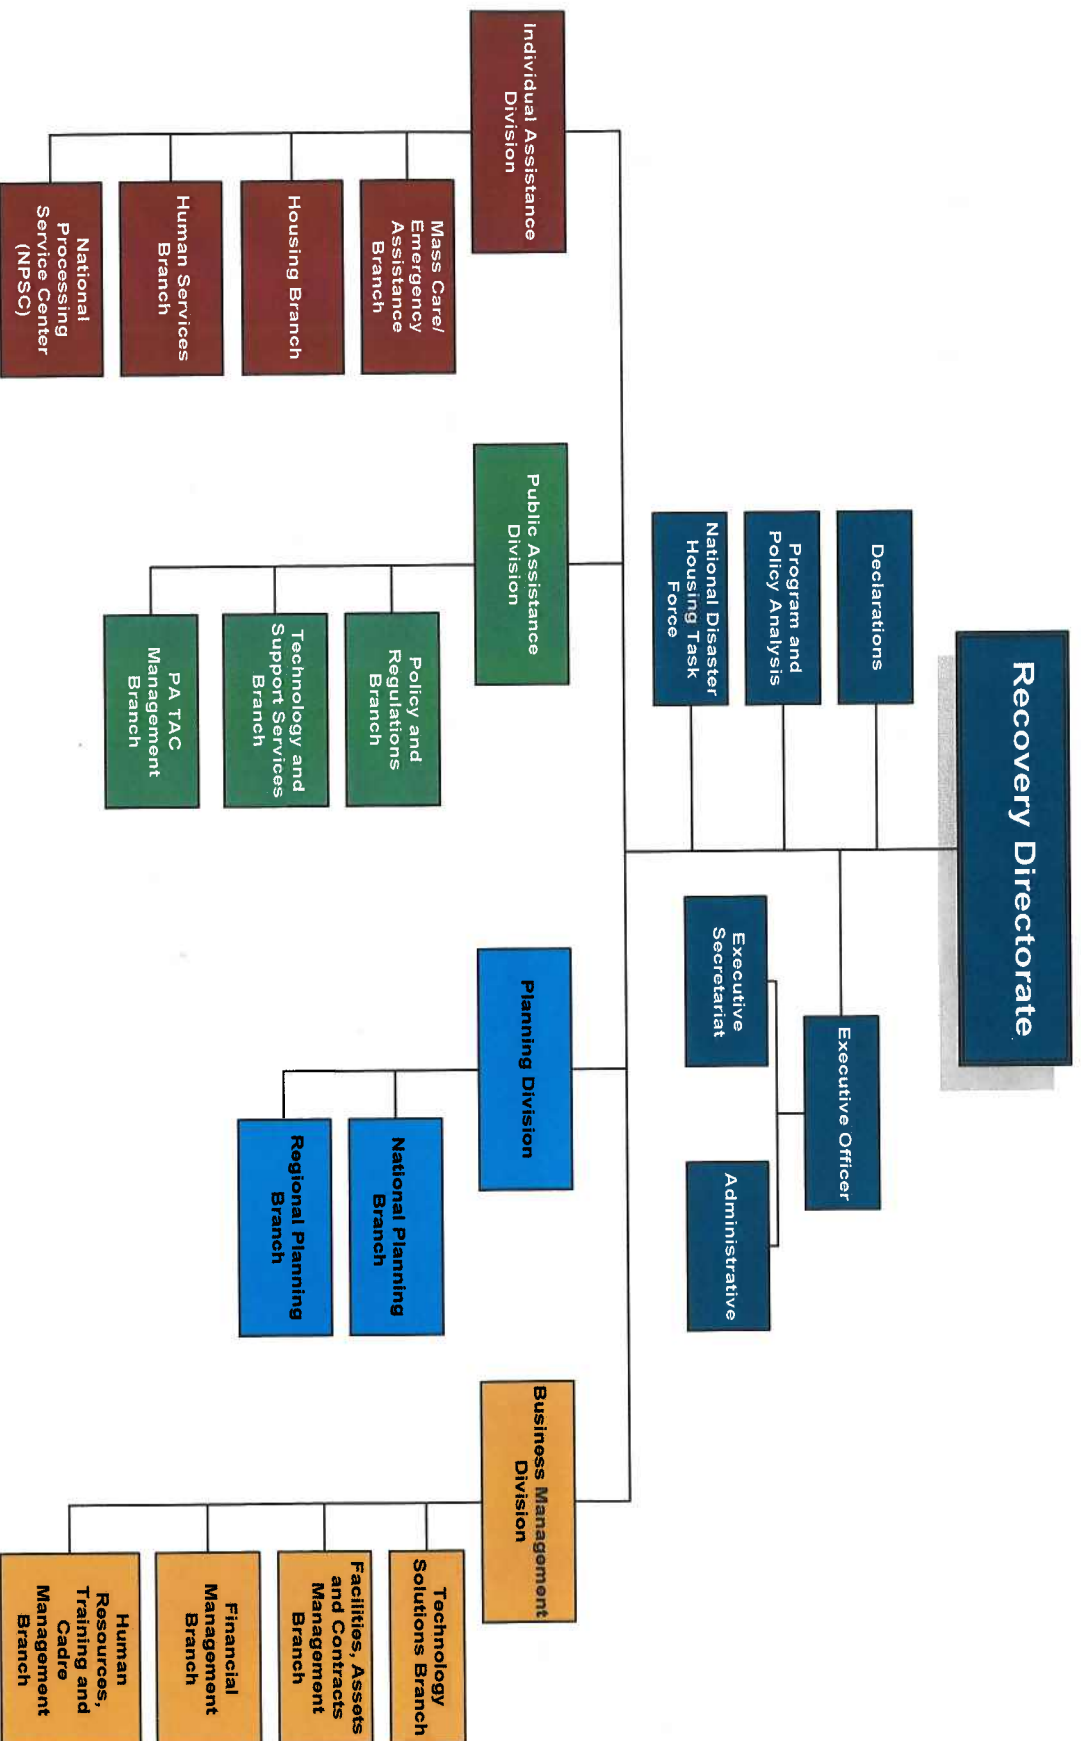 Recovery Directorate
Declarations
Program and
Policy Analysis
National Disaster
Housing Task
Force
Executive Officer
Executive
Secretariat
Administrative
Individual Assistance
Division
Mass Care/
Emergency
Assistance
Branch
Housing Branch
Human Services
Branch
National
Processing
Service Center
(NPSC)
Public Assistance
Division
Policy and
Regulations
Branch
Technology and
Support Services
Branch
PA TAC
Management
Branch
Planning Division
National Planning
Branch
Regional Planning
Branch
Business Management
Division
Technology
Solutions Branch
Facilities, Assets
and Contracts
Management
Branch
Financial
Management
Branch
Human
Resources,
Training and
Cadre
Management
Branch